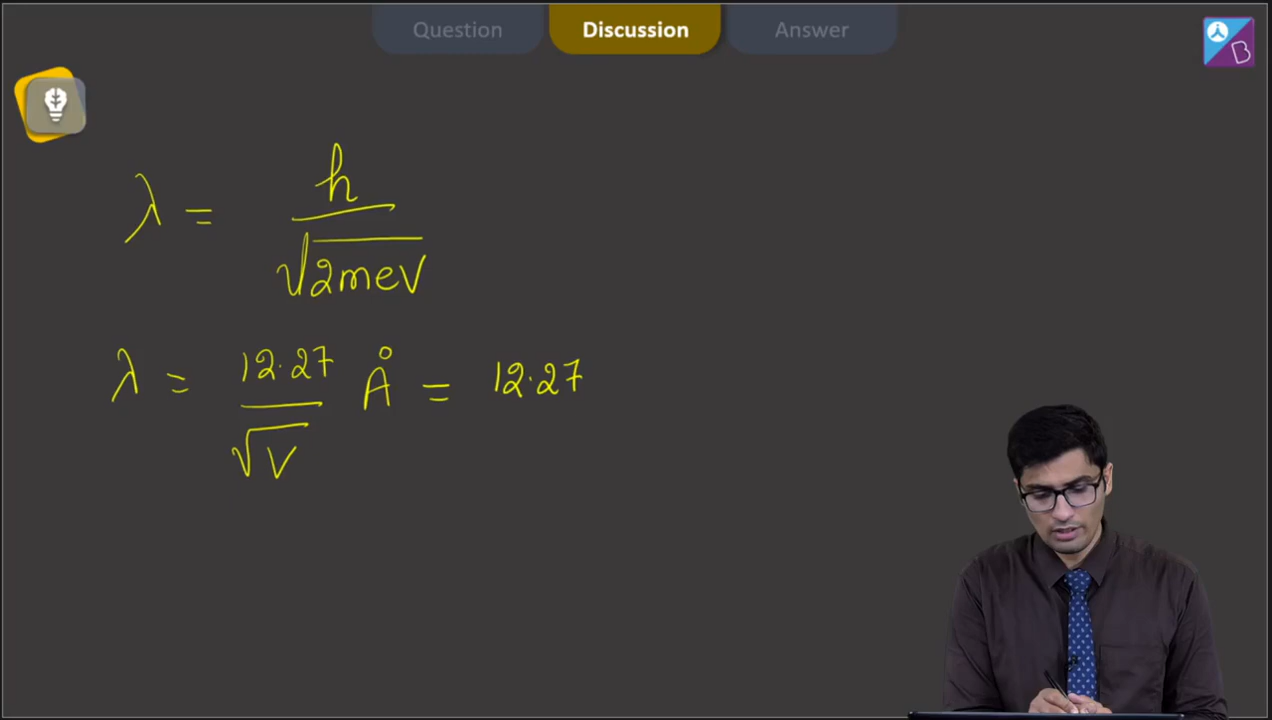 Question
Discussion
Answer
B
λ = h / √2meV
λ = 12.27 / √V Å = 12.27